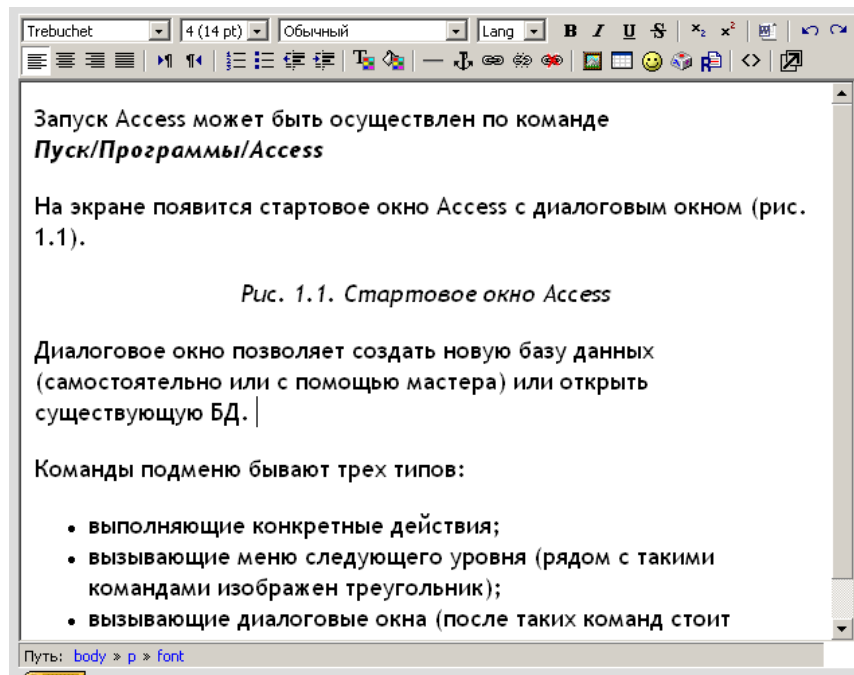 Trebuchet 4 (14 pt) Обычный Lang B I U S x₂ x²
Запуск Access может быть осуществлен по команде
Пуск/Программы/Access
На экране появится стартовое окно Access с диалоговым окном (рис.
1.1).
Рис. 1.1. Стартовое окно Access
Диалоговое окно позволяет создать новую базу данных
(самостоятельно или с помощью мастера) или открыть
существующую БД.
Команды подменю бывают трех типов:
• выполняющие конкретные действия;
• вызывающие меню следующего уровня (рядом с такими
командами изображен треугольник);
• вызывающие диалоговые окна (после таких команд стоит
Путь: body » p » font